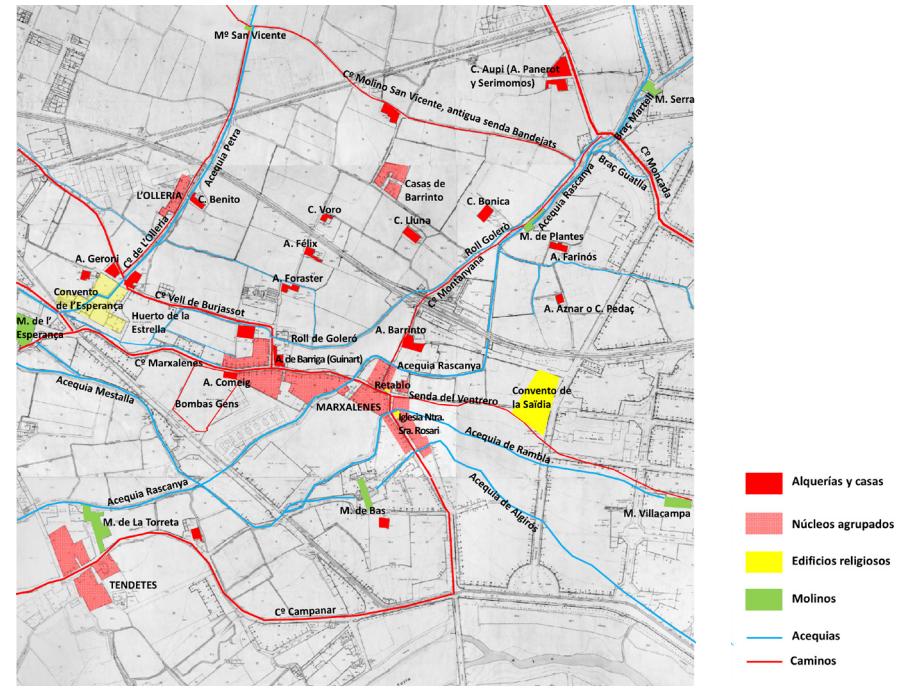 Mº San Vicente
C. Aupi (A. Panerot
y Serimomos)
Cº Molino San Vicente, antigua senda Bandejats
M. Serra
Braç Martell
Braç Guatlla
Cº Moncada
Acequia Petra
Acequia Rascanya
L'OLLERIA
C. Benito
Casas de
Barrinto
C. Voro
C. Lluna
C. Bonica
Roll Golerò
M. de Plantes
A. Farinós
Cº de L'Olleria
A. Félix
A. Geroni
A. Foraster
Cº Montanyana
Convento
de l'Esperança
Cº Vell de Burjassot
Huerto de la
Estrella
A. Aznar o C. Pedaç
M. de l'
Esperança
Roll de Goleró
A. Barrinto
A. de Barriga (Guinart)
Cº Marxalenes
Acequia Rascanya
Acequia Mestalla
A. Comeig
Retablo
Convento de
la Saïdia
Bombas Gens
MARXALENES
Senda del Ventrero
Iglesia Ntra.
Sra. Rosari
Acequia de Rambla
Acequia Rascanya
Acequia de Algirós
M. de Bas
M. Villacampa
M. de La Torreta
TENDETES
Cº Campanar
Alquerías y casas
Núcleos agrupados
Edificios religiosos
Molinos
Acequias
Caminos